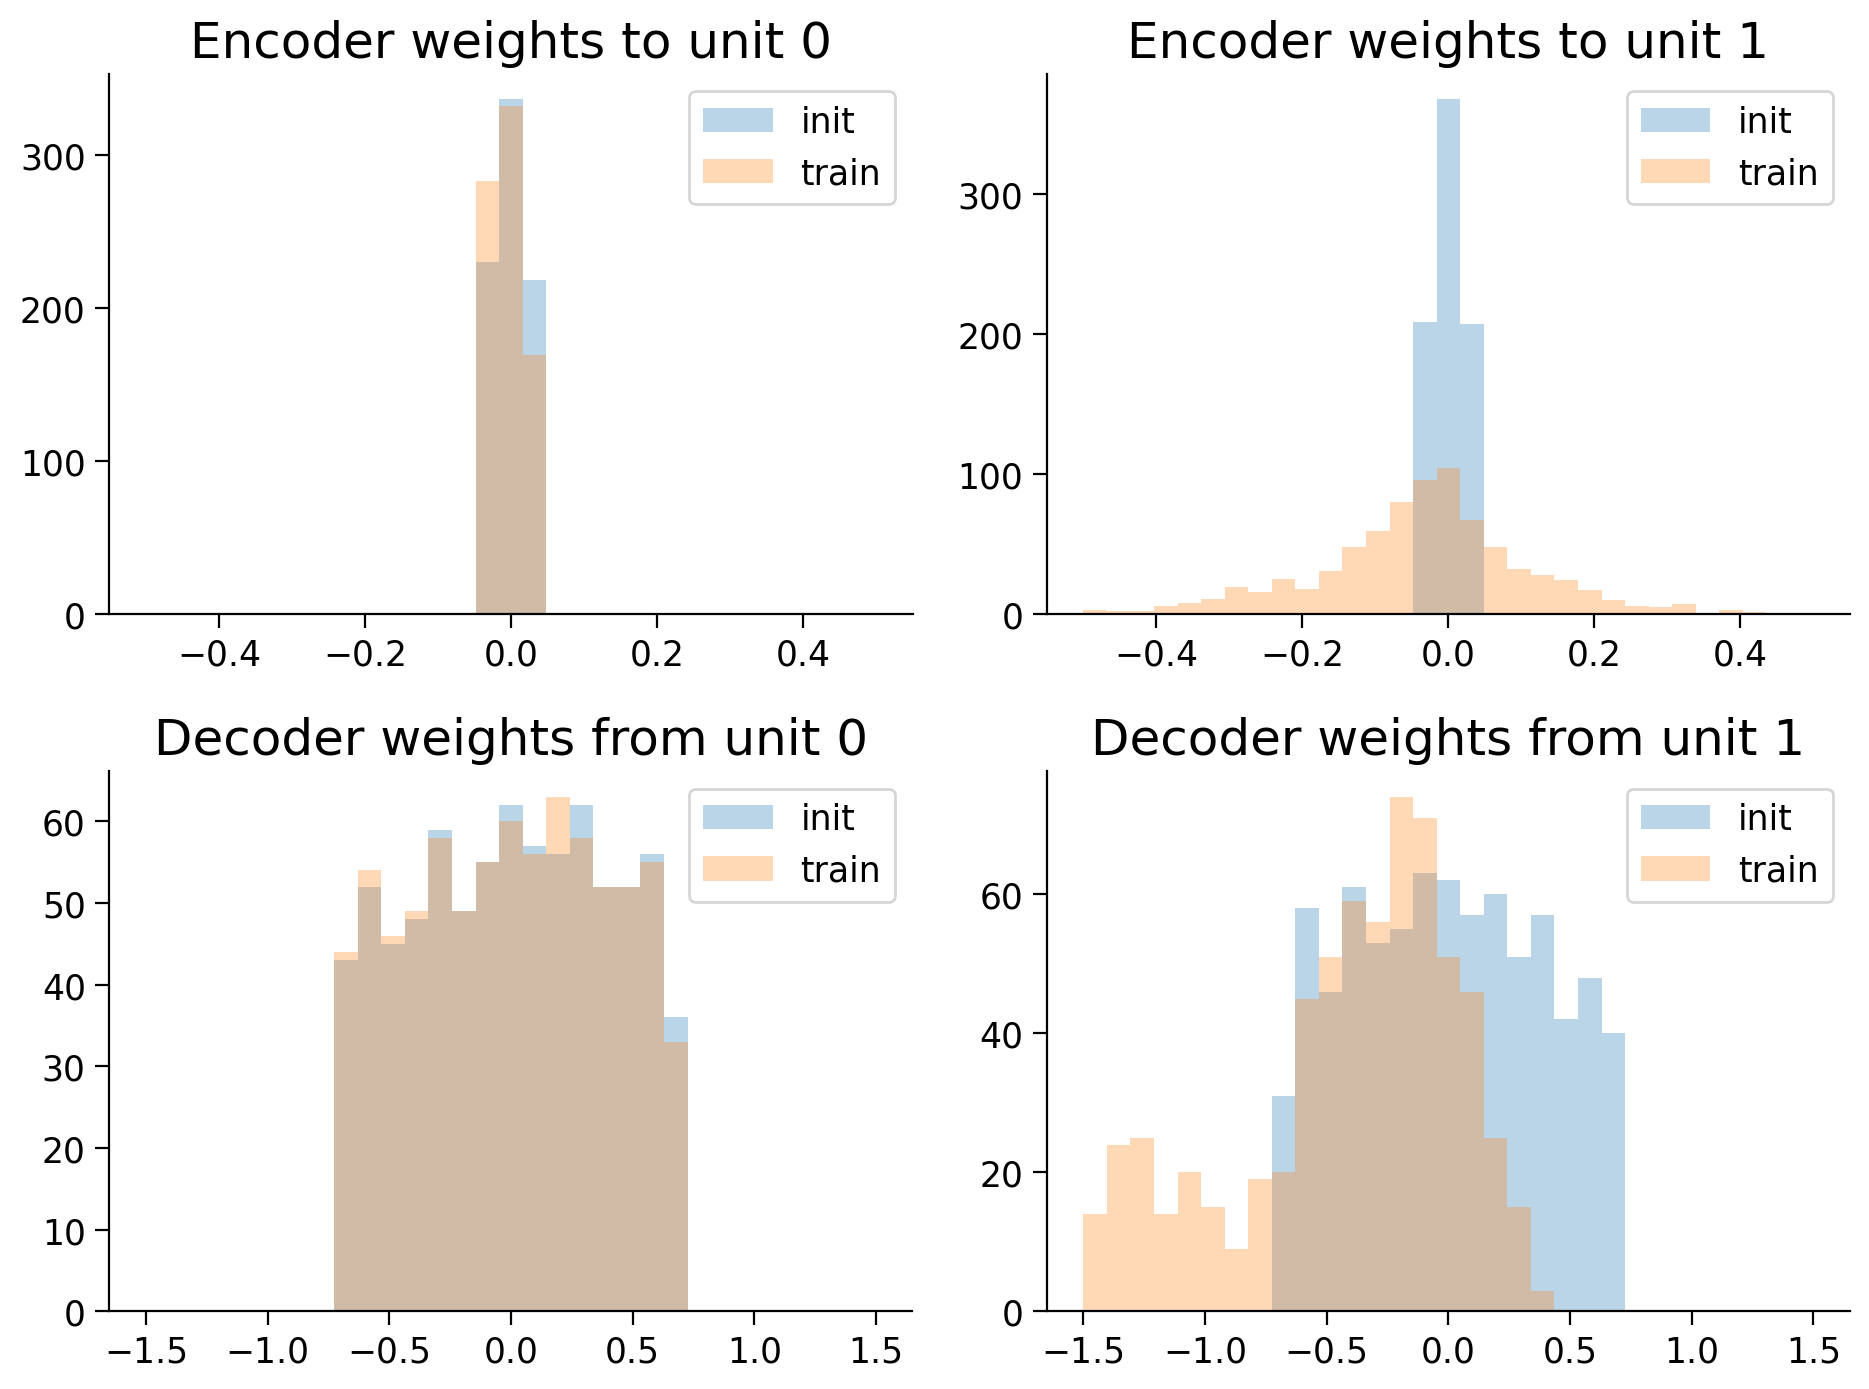 Encoder weights to unit 0
init
train
300
200
100
0
−0.4 −0.2 0.0 0.2 0.4
Encoder weights to unit 1
init
train
300
200
100
0
−0.4 −0.2 0.0 0.2 0.4
Decoder weights from unit 0
init
train
60
50
40
30
20
10
0
−1.5 −1.0 −0.5 0.0 0.5 1.0 1.5
Decoder weights from unit 1
init
train
60
40
20
0
−1.5 −1.0 −0.5 0.0 0.5 1.0 1.5